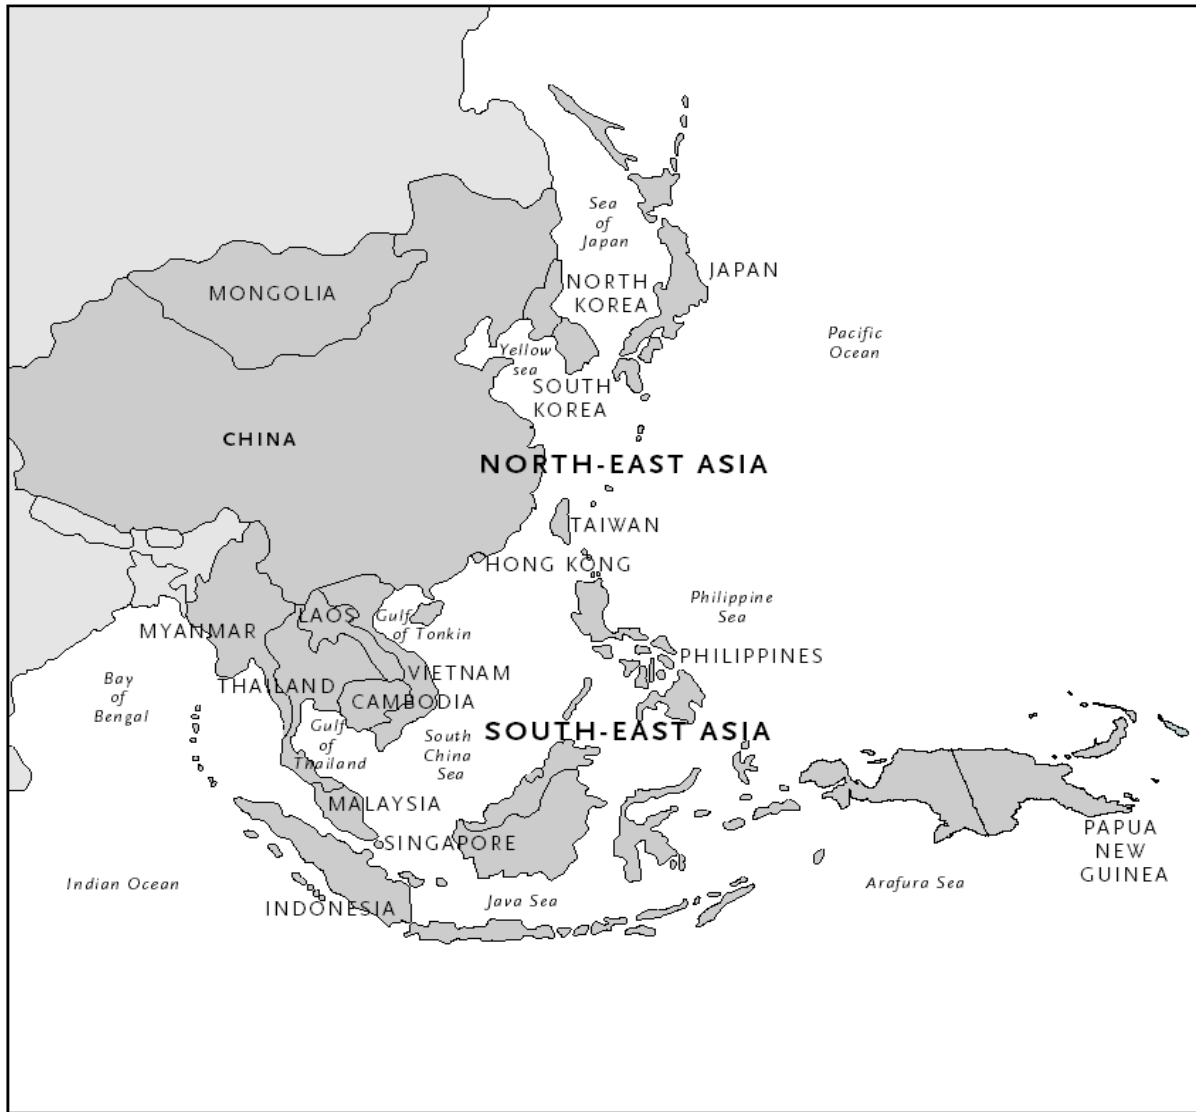 Sea
of
Japan
JAPAN
NORTH
KOREA
MONGOLIA
Pacific
Ocean
Yellow
sea
SOUTH
KOREA
CHINA
NORTH-EAST ASIA
TAIWAN
HONG KONG
Philippine
Sea
LAOS
Gulf
of Tonkin
MYANMAR
PHILIPPINES
VIETNAM
THAILAND
Bay
of
Bengal
CAMBODIA
SOUTH-EAST ASIA
Gulf
of
Thailand
South
China
Sea
MALAYSIA
SINGAPORE
PAPUA
NEW
GUINEA
Indian Ocean
Arafura Sea
Java Sea
INDONESIA